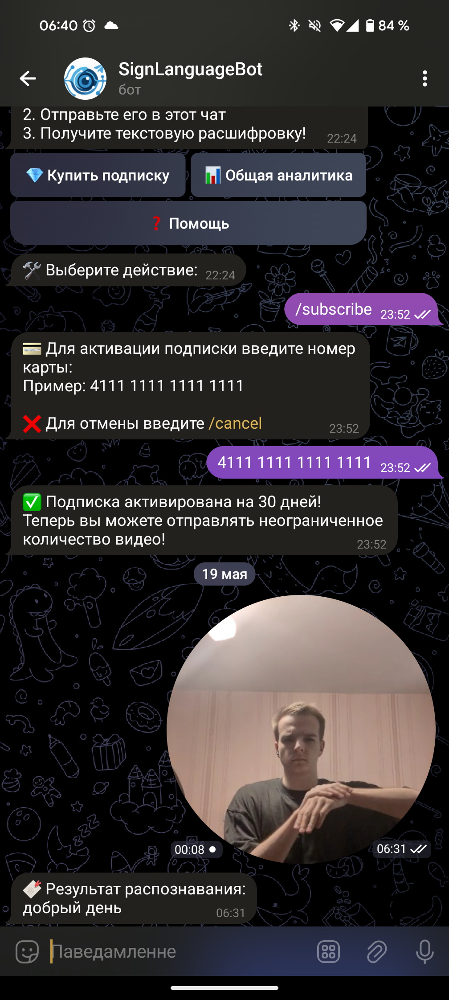 06:40
84 %
SignLanguageBot
бот
2. Отправьте его в этот чат
3. Получите текстовую расшифровку!
22:24
💎 Купить подписку
📊 Общая аналитика
❓ Помощь
🛠 Выберите действие: 22:24
/subscribe 23:52
💳 Для активации подписки введите номер
карты:
Пример: 4111 1111 1111 1111
❌ Для отмены введите /cancel
23:52
4111 1111 1111 1111 23:52
✅ Подписка активирована на 30 дней!
Теперь вы можете отправлять неограниченное
количество видео!
23:52
19 мая
00:08
06:31
Результат распознавания:
добрый день
06:31
Паведамленне